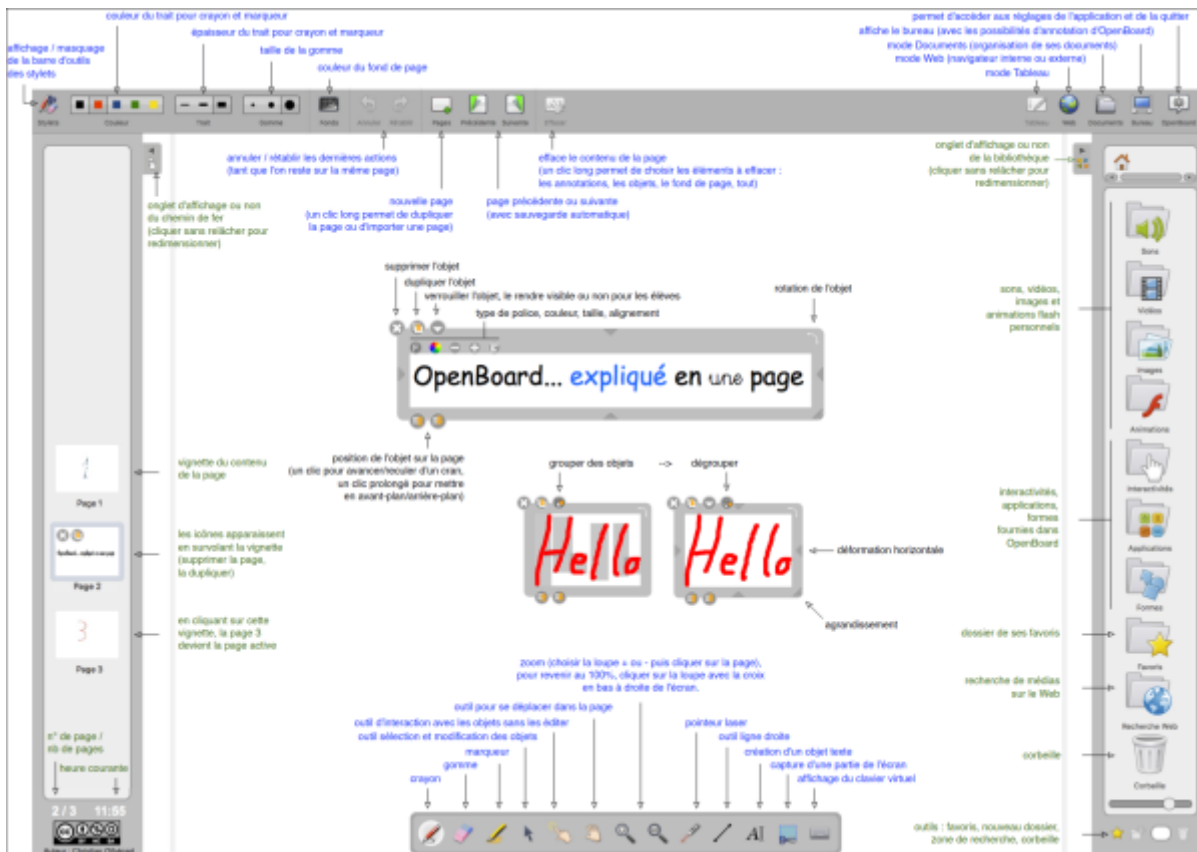 couleur du trait pour crayon et marqueur
épaisseur du trait pour crayon et marqueur
taille de la gomme
couleur du fond de page
affichage / masquage
de la barre d'outils
des stylets
permet d'accéder aux réglages de l'application et de la quitter
affiche le bureau (avec les possibilités d'annotation d'OpenBoard)
mode Documents (organisation de ses documents)
mode Web (navigateur interne ou externe)
mode Tableau
Stylets
Couleur
Trait
Gomme
Fonds
Annuler
Rétablir
Pages
Précédente
Suivante
Effacer
Tableau
Web
Documents
Bureau
OpenBoard
annuler / rétablir les dernières actions
(tant que l'on reste sur la même page)
efface le contenu de la page
(un clic long permet de choisir les éléments à effacer :
les annotations, les objets, le fond de page, tout)
nouvelle page
(un clic long permet de dupliquer
la page ou d'importer une page)
page précédente ou suivante
(avec sauvegarde automatique)
onglet d'affichage ou non
du chemin de fer
(cliquer sans relâcher pour
redimensionner)
onglet d'affichage ou non
de la bibliothèque
(cliquer sans relâcher pour
redimensionner)
supprimer l'objet
dupliquer l'objet
verrouiller l'objet, le rendre visible ou non pour les élèves
type de police, couleur, taille, alignement
rotation de l'objet
OpenBoard... expliqué en une page
position de l'objet sur la page
(un clic pour avancer/reculer d'un cran,
un clic prolongé pour mettre
en avant-plan/arrière-plan)
grouper des objets -> dégrouper
Hello
Hello
déformation horizontale
agrandissement
1
Page 1
vignette du contenu
de la page
Page 2
les icônes apparaissent
en survolant la vignette
(supprimer la page,
la dupliquer)
3
Page 3
en cliquant sur cette
vignette, la page 3
devient la page active
n° de page /
nb de pages
heure courante
2 / 3 11:55
zoom (choisir la loupe + ou - puis cliquer sur la page),
pour revenir au 100%, cliquer sur la loupe avec la croix
en bas à droite de l'écran.
outil pour se déplacer dans la page
outil d'interaction avec les objets sans les éditer
outil sélection et modification des objets
marqueur
gomme
crayon
pointeur laser
outil ligne droite
création d'un objet texte
capture d'une partie de l'écran
affichage du clavier virtuel
AI
sons, vidéos,
images et
animations flash
personnels
interactivités,
applications,
formes
fournies dans
OpenBoard
dossier de ses favoris
recherche de médias
sur le Web
corbeille
outils : favoris, nouveau dossier,
zone de recherche, corbeille
Sons
Vidéos
Images
Animations
Interactivités
Applications
Formes
Favoris
Recherche Web
Corbeille